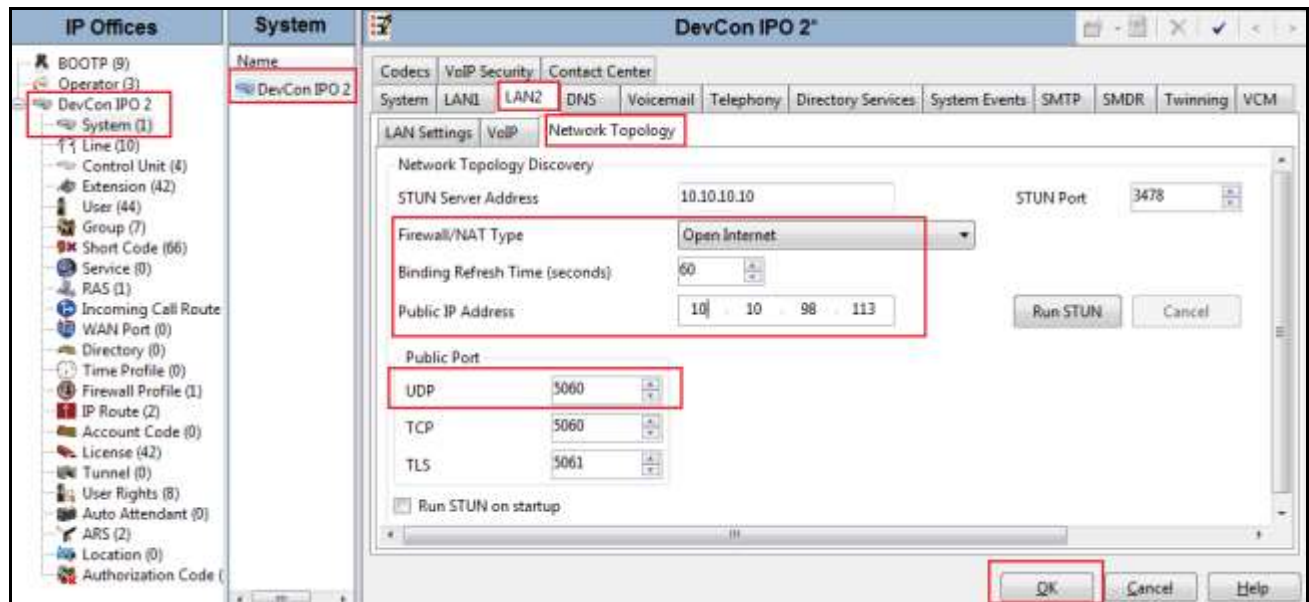 IP Offices
BOOTP (9)
Operator (3)
DevCon IPO 2
System (1)
Line (10)
Control Unit (4)
Extension (42)
User (44)
Group (7)
Short Code (66)
Service (0)
RAS (1)
Incoming Call Route
WAN Port (0)
Directory (0)
Time Profile (0)
Firewall Profile (1)
IP Route (2)
Account Code (0)
License (42)
Tunnel (0)
User Rights (8)
Auto Attendant (0)
ARS (2)
Location (0)
Authorization Code (
System
Name
DevCon IPO 2
DevCon IPO 2*
Codecs VoIP Security Contact Center
System LAN1 LAN2 DNS Voicemail Telephony Directory Services System Events SMTP SMDR Twinning VCM
LAN Settings VoIP Network Topology
Network Topology Discovery
STUN Server Address 10.10.10.10 STUN Port 3478
Firewall/NAT Type Open Internet
Binding Refresh Time (seconds) 60
Public IP Address 10 . 10 . 98 . 113 Run STUN Cancel
Public Port
UDP 5060
TCP 5060
TLS 5061
Run STUN on startup
OK Cancel Help